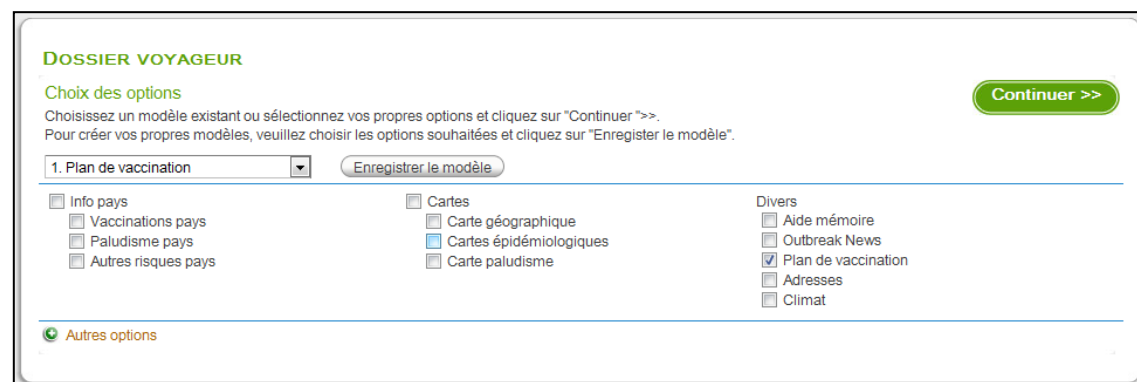 DOSSIER VOYAGEUR
Choix des options
Continuer >>
Choisissez un modèle existant ou sélectionnez vos propres options et cliquez sur "Continuer ">>.
Pour créer vos propres modèles, veuillez choisir les options souhaitées et cliquez sur "Enregister le modèle".
1. Plan de vaccination
Enregistrer le modèle
Info pays
Vaccinations pays
Paludisme pays
Autres risques pays
Cartes
Carte géographique
Cartes épidémiologiques
Carte paludisme
Divers
Aide mémoire
Outbreak News
Plan de vaccination
Adresses
Climat
Autres options